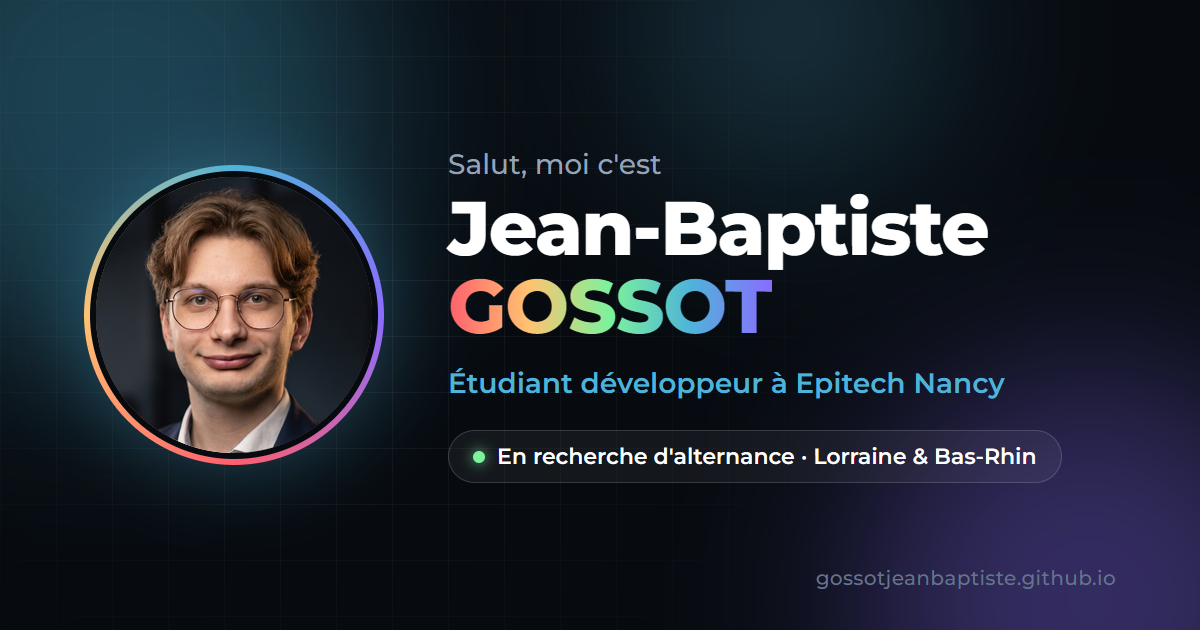 Salut, moi c'est
Jean-Baptiste
GOSSOT
Étudiant développeur à Epitech Nancy
En recherche d'alternance · Lorraine & Bas-Rhin
gossotjeanbaptiste.github.io